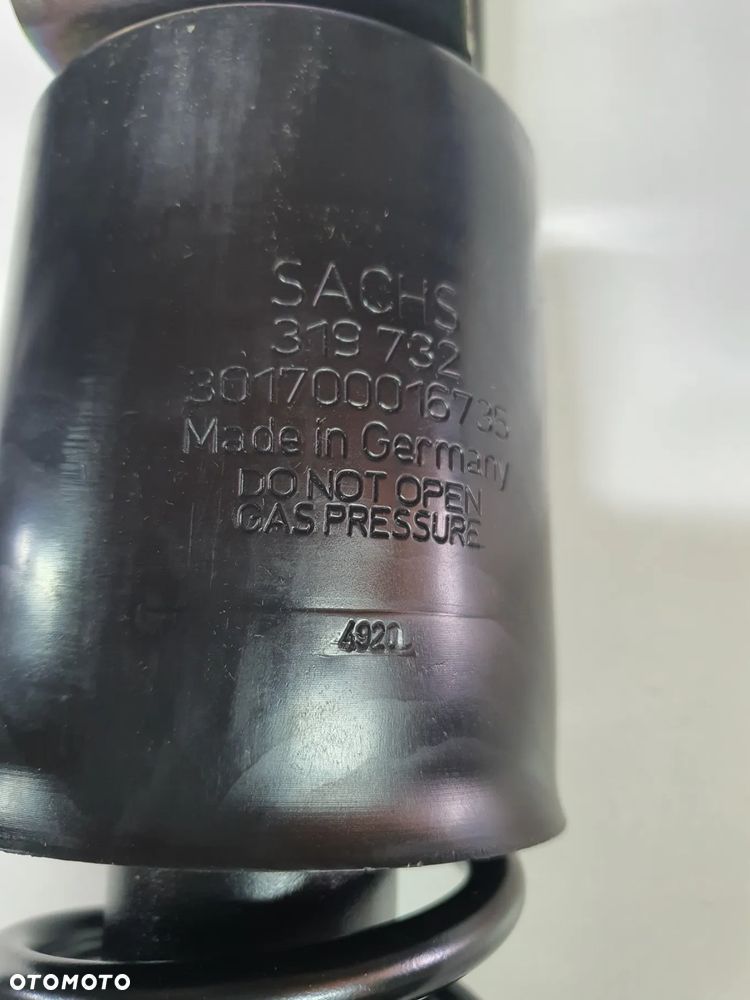 SACHS
319 732
301700016735
Made in Germany
DO NOT OPEN
GAS PRESSURE
4920
OTOMOTO